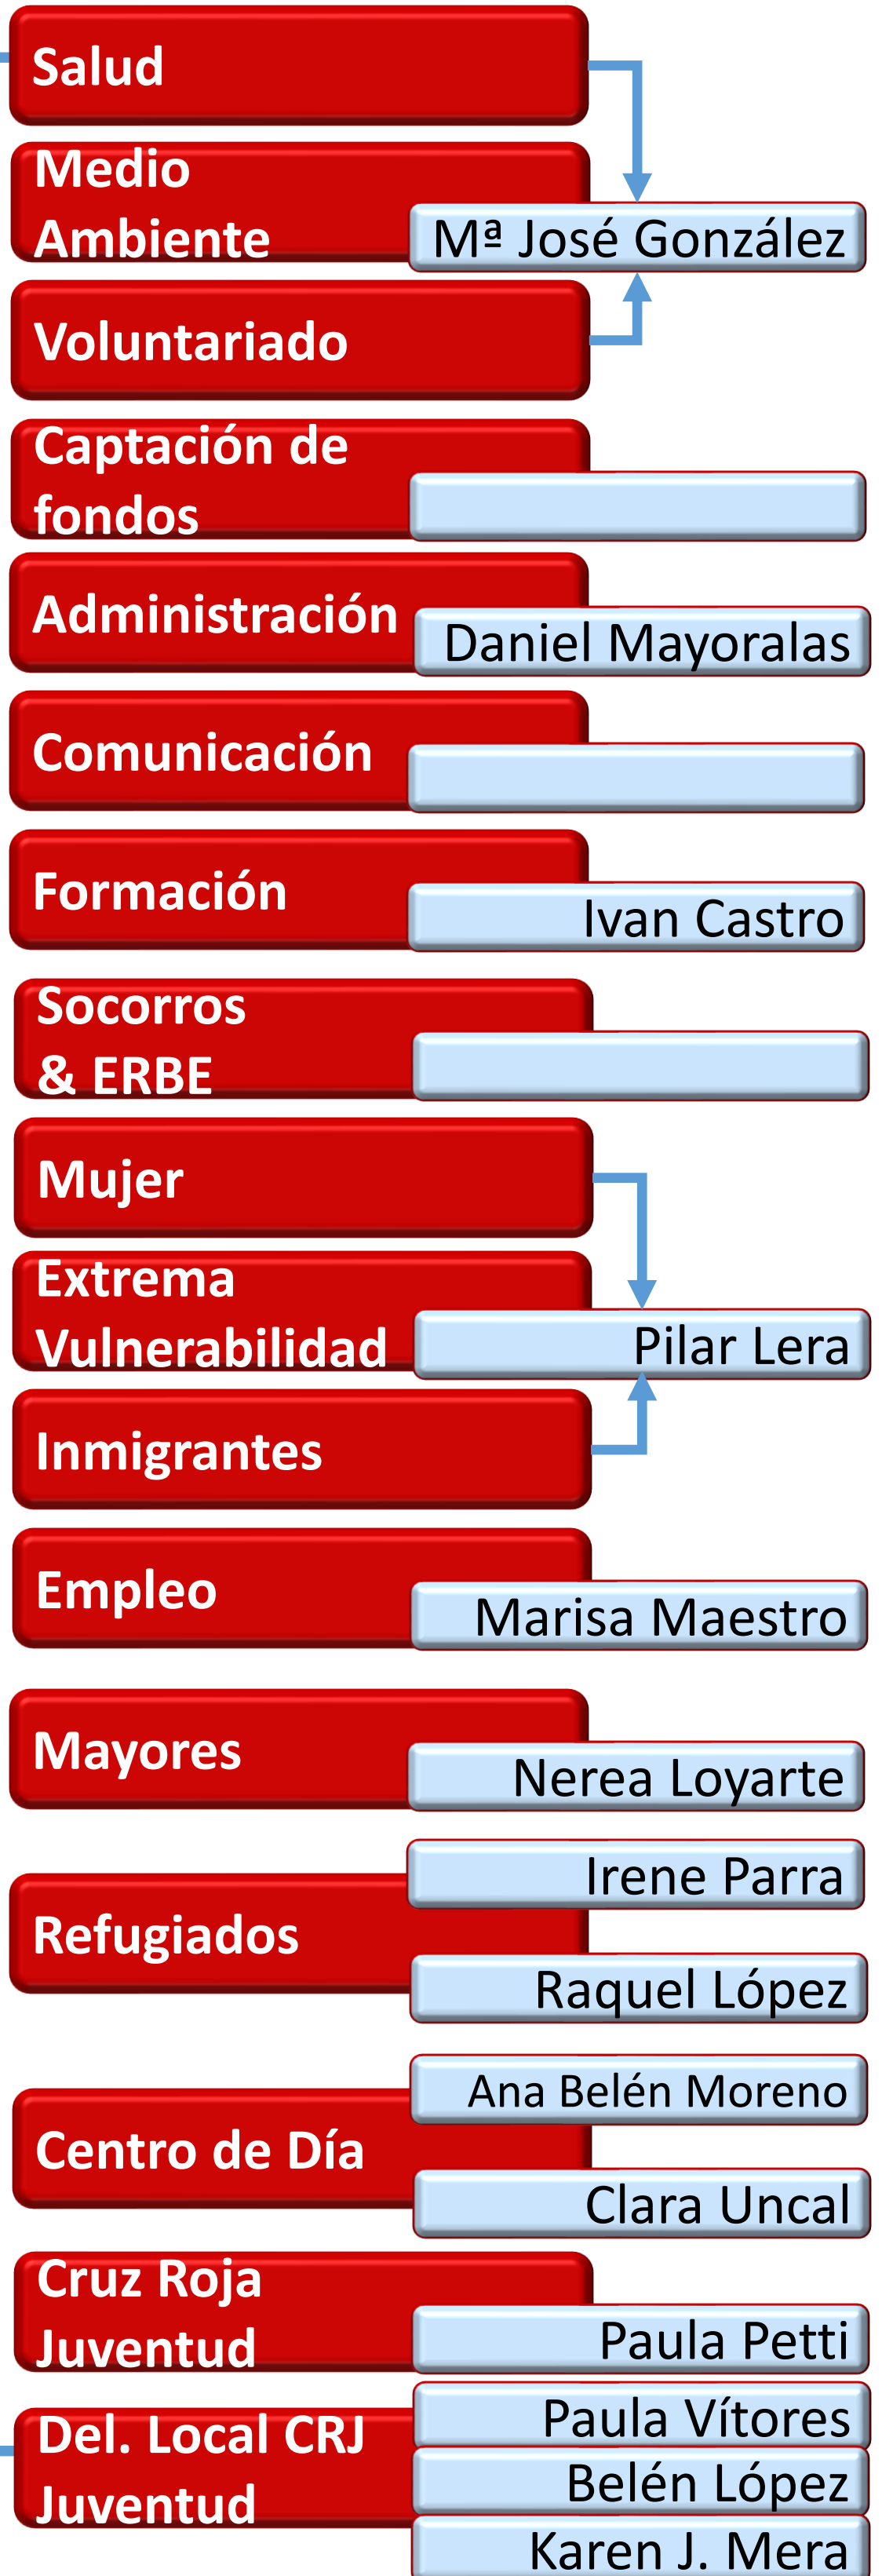 Salud
Medio
Ambiente
Mª José González
Voluntariado
Captación de
fondos
Administración
Daniel Mayoralas
Comunicación
Formación
Ivan Castro
Socorros
& ERBE
Mujer
Extrema
Vulnerabilidad
Pilar Lera
Inmigrantes
Empleo
Marisa Maestro
Mayores
Nerea Loyarte
Irene Parra
Refugiados
Raquel López
Ana Belén Moreno
Centro de Día
Clara Uncal
Cruz Roja
Juventud
Paula Petti
Paula Vítores
Del. Local CRJ
Juventud
Belén López
Karen J. Mera